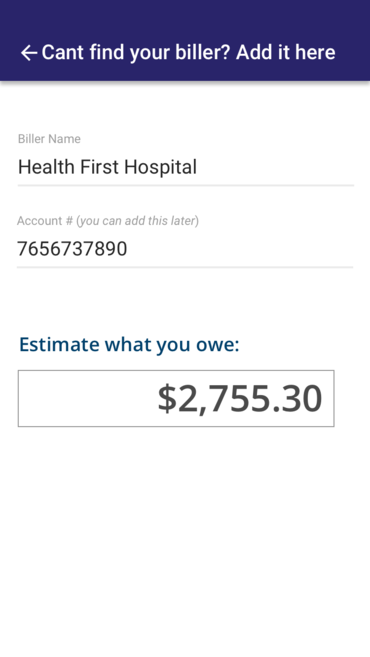 ← Cant find your biller? Add it here
Biller Name
Health First Hospital
Account # (you can add this later)
7656737890
Estimate what you owe:
$2,755.30